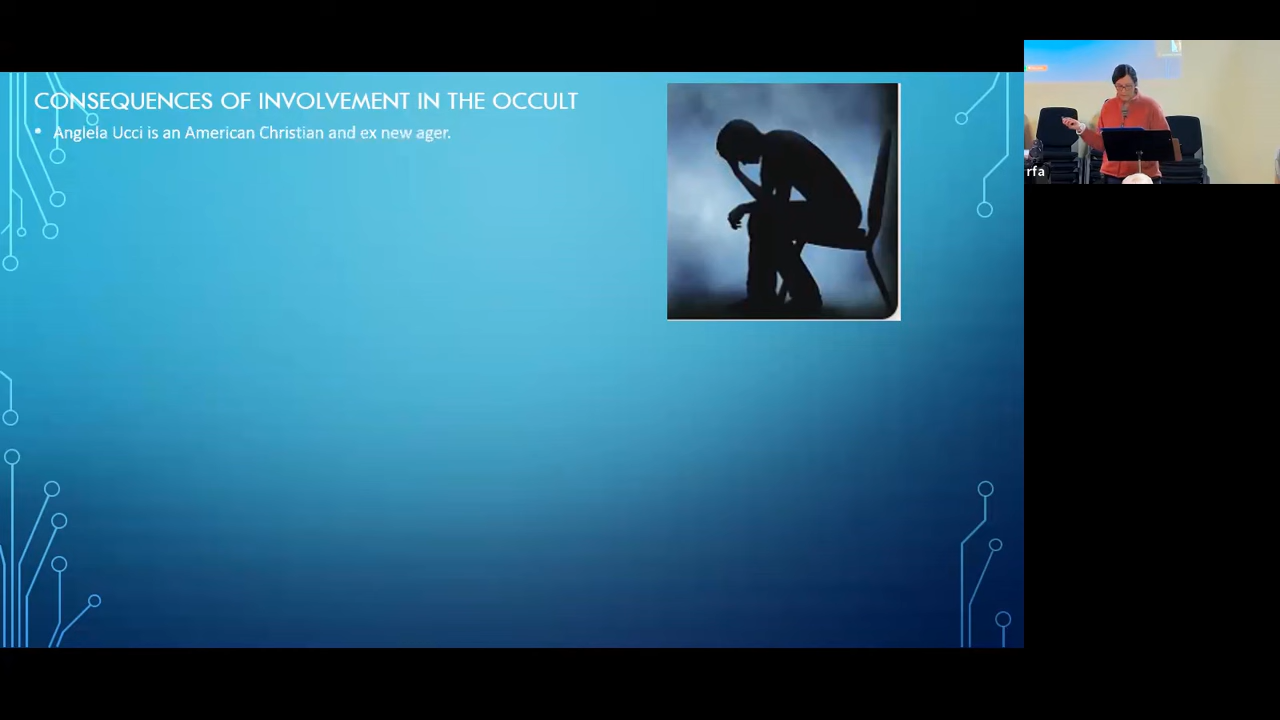 CONSEQUENCES OF INVOLVEMENT IN THE OCCULT
• Anglela Ucci is an American Christian and ex new ager.
rfa